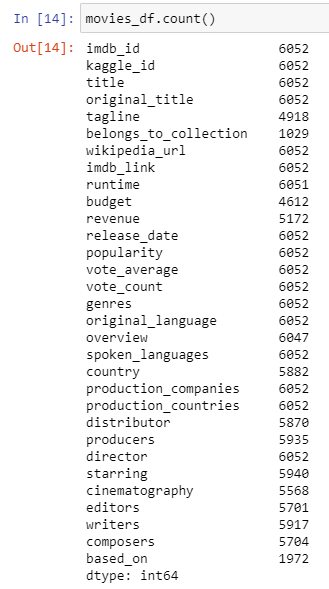 In [14]: movies_df.count()
Out[14]: imdb_id 6052
kaggle_id 6052
title 6052
original_title 6052
tagline 4918
belongs_to_collection 1029
wikipedia_url 6052
imdb_link 6052
runtime 6051
budget 4612
revenue 5172
release_date 6052
popularity 6052
vote_average 6052
vote_count 6052
genres 6052
original_language 6052
overview 6047
spoken_languages 6052
country 5882
production_companies 6052
production_countries 6052
distributor 5870
producers 5935
director 6052
starring 5940
cinematography 5568
editors 5701
writers 5917
composers 5704
based_on 1972
dtype: int64